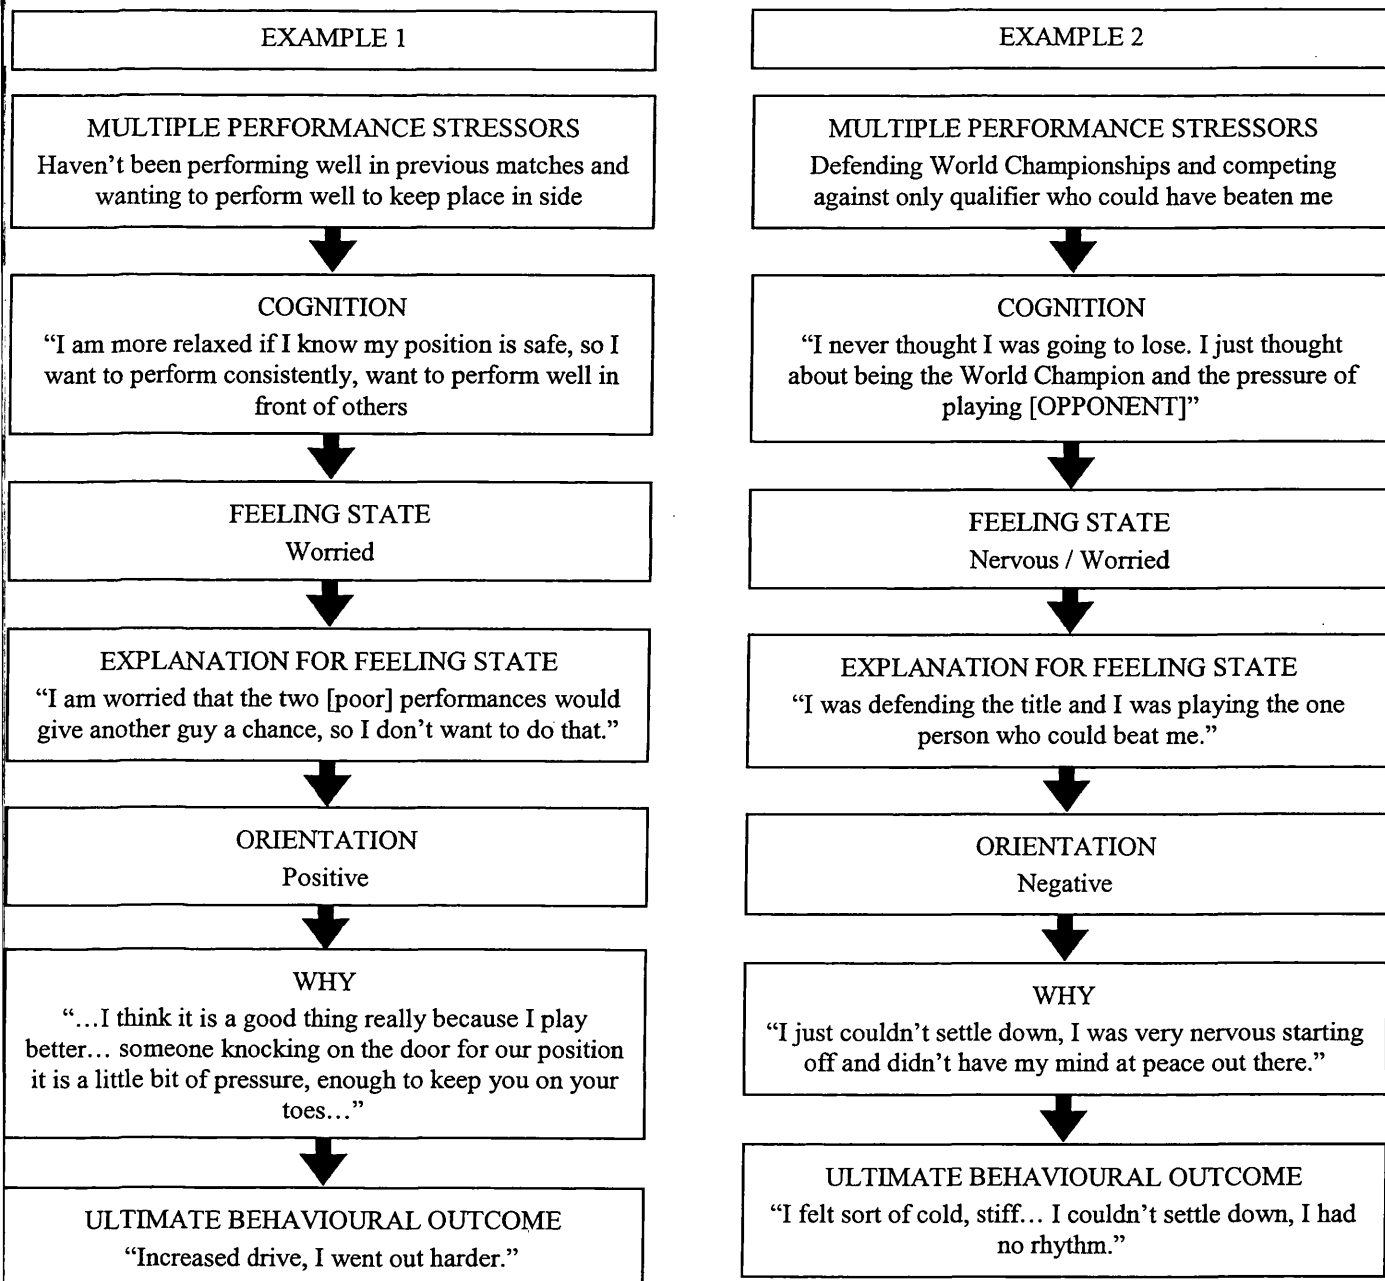 EXAMPLE 1
MULTIPLE PERFORMANCE STRESSORS
Haven't been performing well in previous matches and
wanting to perform well to keep place in side
COGNITION
“I am more relaxed if I know my position is safe, so I
want to perform consistently, want to perform well in
front of others
FEELING STATE
Worried
EXPLANATION FOR FEELING STATE
“I am worried that the two [poor] performances would
give another guy a chance, so I don't want to do that.”
ORIENTATION
Positive
WHY
“…I think it is a good thing really because I play
better… someone knocking on the door for our position
it is a little bit of pressure, enough to keep you on your
toes…”
ULTIMATE BEHAVIOURAL OUTCOME
“Increased drive, I went out harder.”
EXAMPLE 2
MULTIPLE PERFORMANCE STRESSORS
Defending World Championships and competing
against only qualifier who could have beaten me
COGNITION
“I never thought I was going to lose. I just thought
about being the World Champion and the pressure of
playing [OPPONENT]”
FEELING STATE
Nervous / Worried
EXPLANATION FOR FEELING STATE
“I was defending the title and I was playing the one
person who could beat me.”
ORIENTATION
Negative
WHY
“I just couldn't settle down, I was very nervous starting
off and didn't have my mind at peace out there.”
ULTIMATE BEHAVIOURAL OUTCOME
“I felt sort of cold, stiff… I couldn't settle down, I had
no rhythm.”